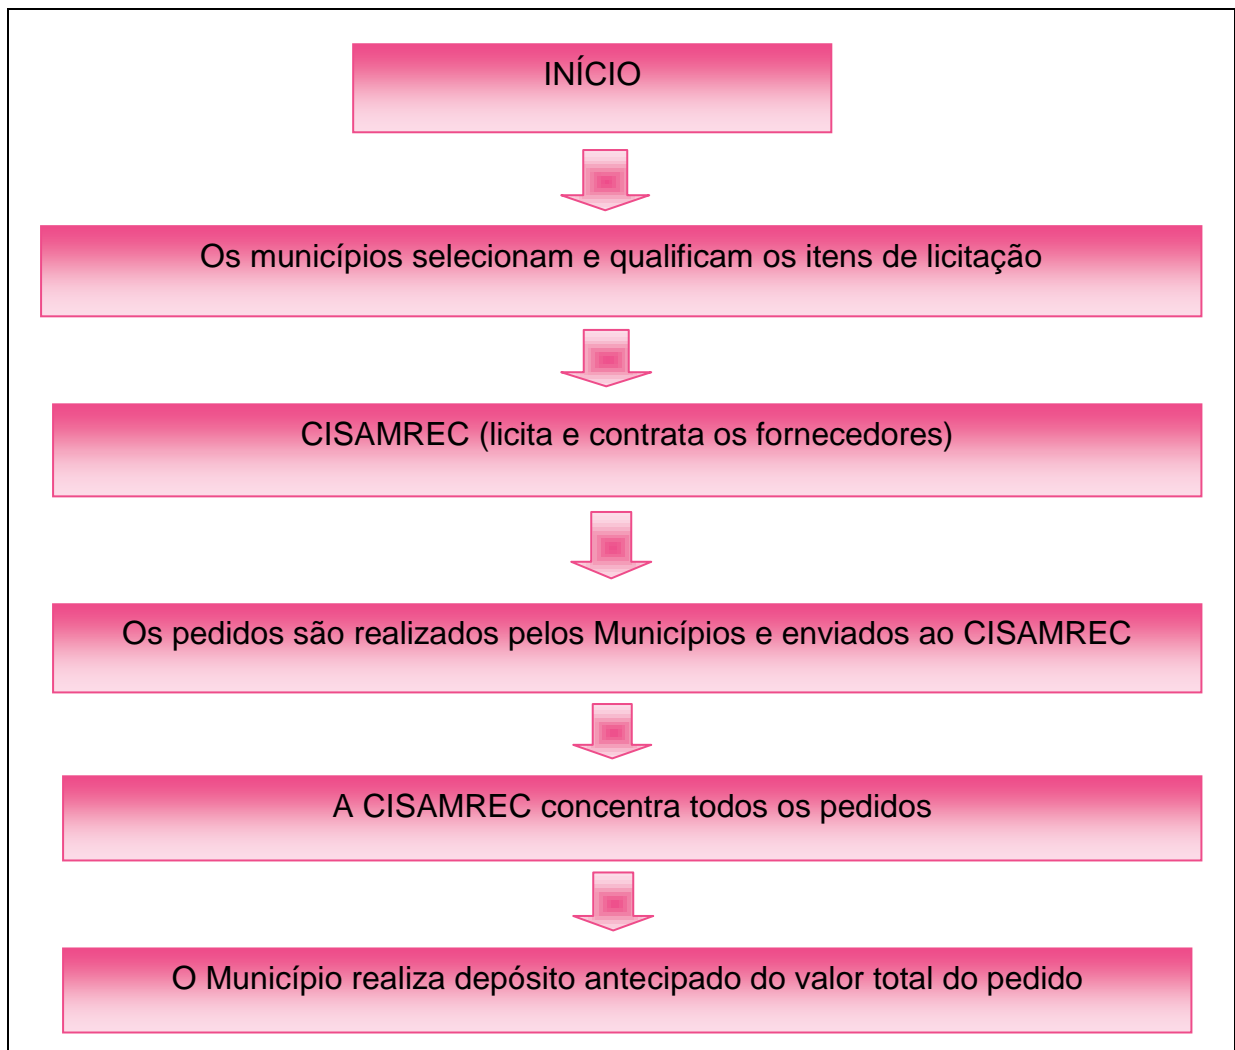 INÍCIO
Os municípios selecionam e qualificam os itens de licitação
CISAMREC (licita e contrata os fornecedores)
Os pedidos são realizados pelos Municípios e enviados ao CISAMREC
A CISAMREC concentra todos os pedidos
O Município realiza depósito antecipado do valor total do pedido